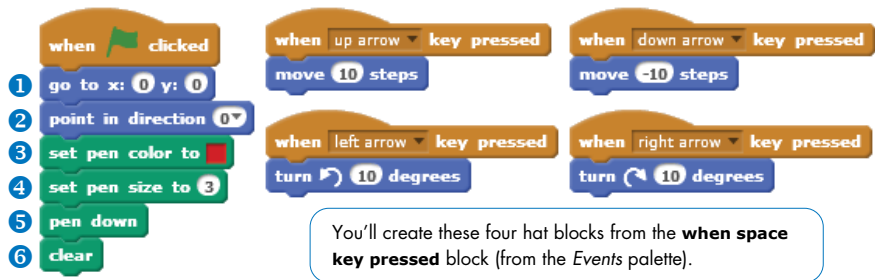 when clicked
1 go to x: 0 y: 0
2 point in direction 0
3 set pen color to
4 set pen size to 3
5 pen down
6 clear
when up arrow key pressed
move 10 steps
when down arrow key pressed
move -10 steps
when left arrow key pressed
turn 10 degrees
when right arrow key pressed
turn 10 degrees
You'll create these four hat blocks from the when space
key pressed block (from the Events palette).